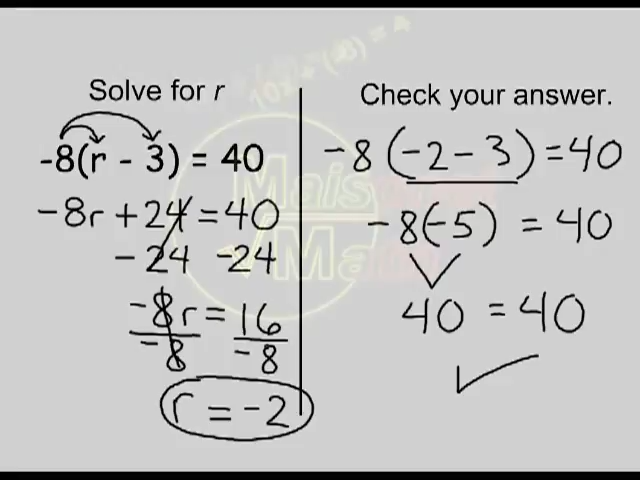 Solve for r
-8(r - 3) = 40
-8r + 24 = 40
- 24 -24
-8r = 16
-8 -8
r = -2
Check your answer.
-8 (-2 - 3) = 40
-8(-5) = 40
40 = 40